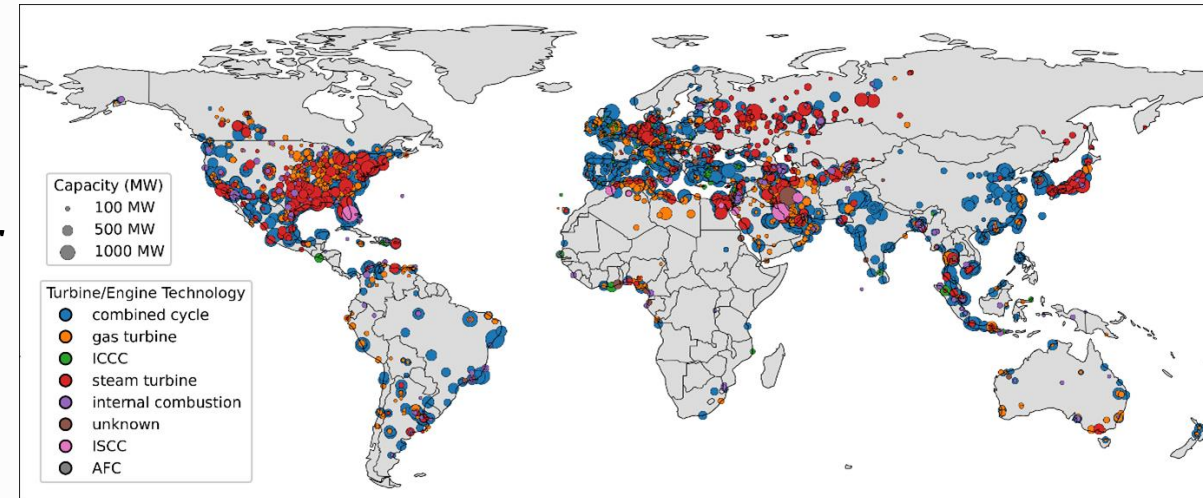 Capacity (MW)
100 MW
500 MW
1000 MW
Turbine/Engine Technology
combined cycle
gas turbine
ICCC
steam turbine
internal combustion
unknown
ISCC
AFC